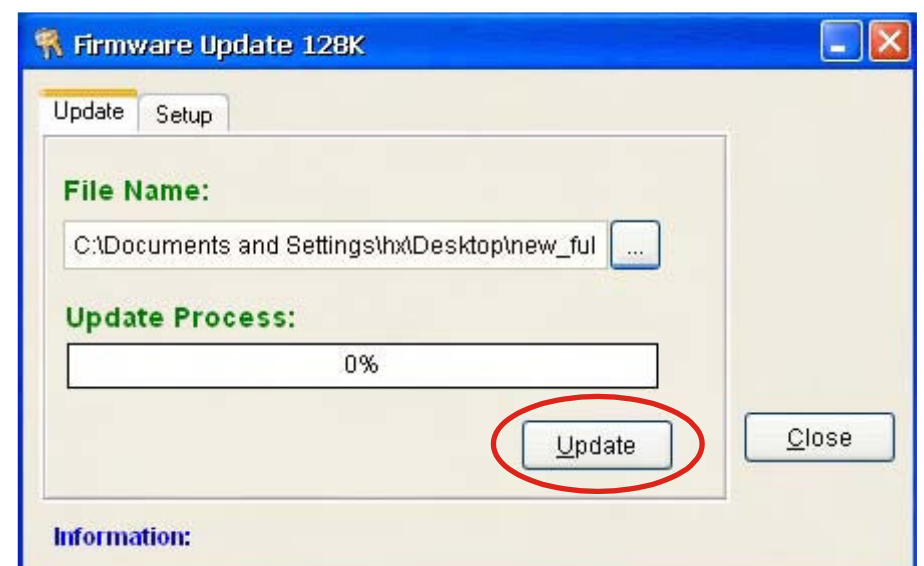 Firmware Update 128K
Update Setup
File Name:
C:\Documents and Settings\hx\Desktop\new_ful ...
Update Process:
0%
Update
Close
Information: